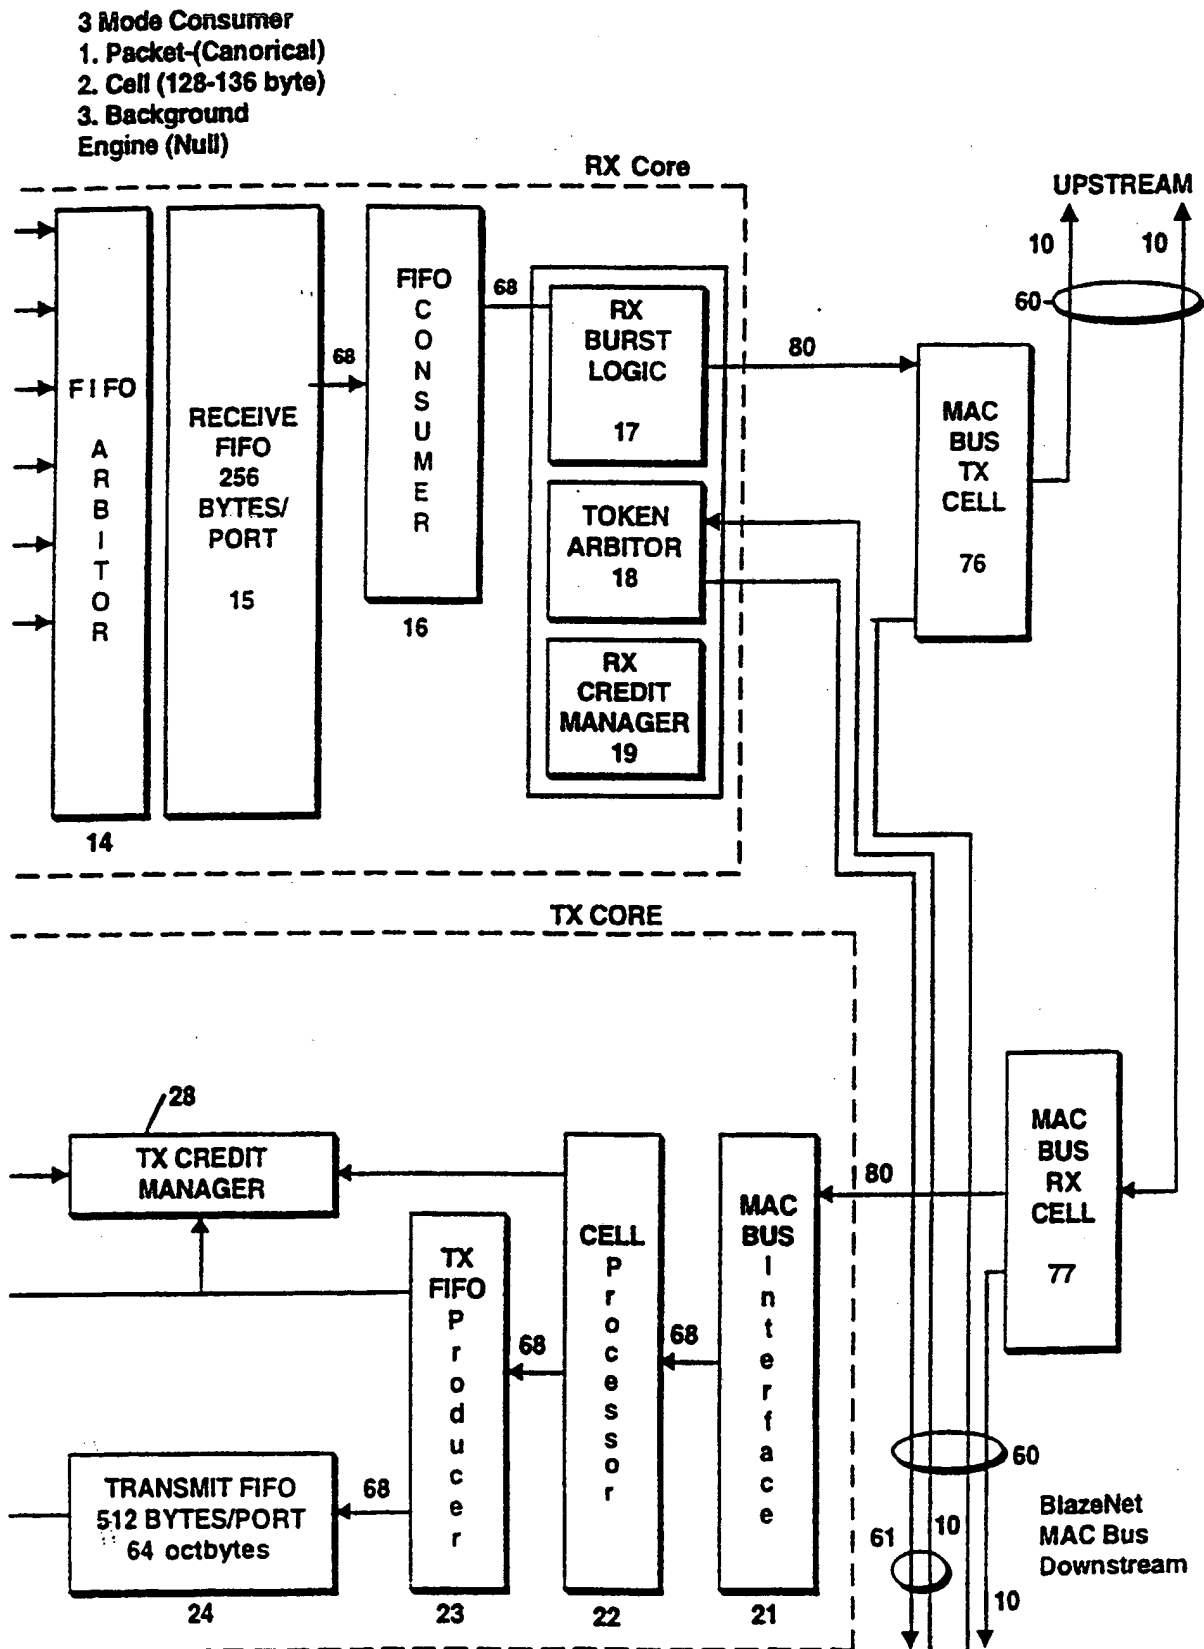 3 Mode Consumer
1. Packet-(Canorical)
2. Cell (128-136 byte)
3. Background
Engine (Null)
RX Core
UPSTREAM
10
10
60
FIFO
ARBITOR
14
RECEIVE
FIFO
256
BYTES/
PORT
15
68
FIFO
CONSUMER
16
68
RX
BURST
LOGIC
17
80
TOKEN
ARBITOR
18
RX
CREDIT
MANAGER
19
MAC
BUS
TX
CELL
76
TX CORE
28
TX CREDIT
MANAGER
TX
FIFO
Producer
23
68
CELL
Processor
22
68
MAC
BUS
Interface
21
80
MAC
BUS
RX
CELL
77
TRANSMIT FIFO
512 BYTES/PORT
64 octbytes
24
68
60
61
10
10
BlazeNet
MAC Bus
Downstream